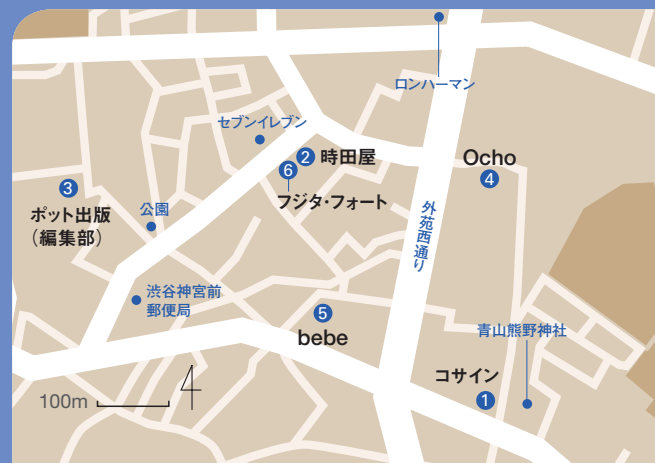 ロンハーマン
セブンイレブン
2 時田屋
6
フジタ・フォート
Ocho
4
3
ポット出版
(編集部)
公園
外苑西通り
渋谷神宮前
郵便局
5
bebe
青山熊野神社
コサイン
1
4
100m